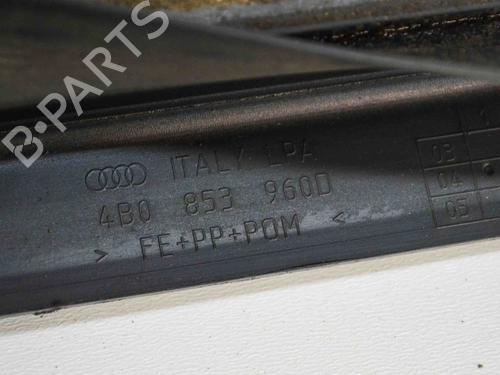 B-PARTS
ITALY LPA
4B0 853 960D
> FE+PP+POM <
03
04
05